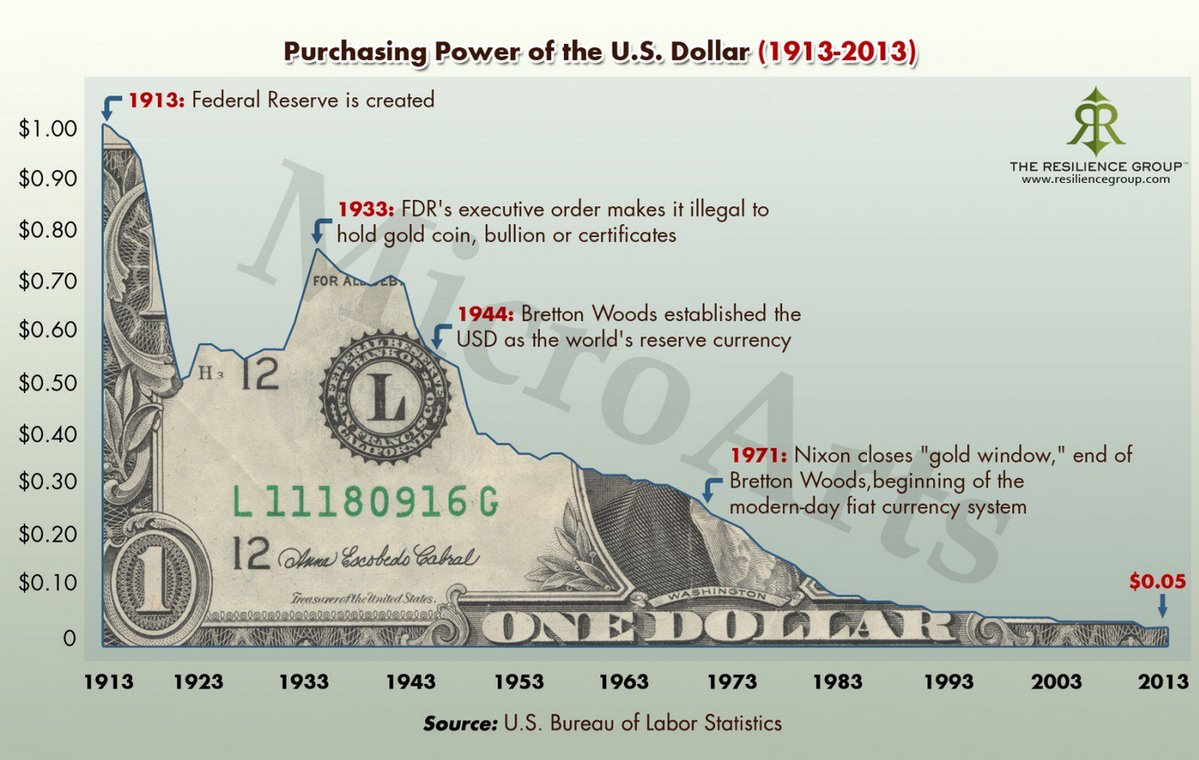 Purchasing Power of the U.S. Dollar (1913-2013)
1913: Federal Reserve is created
THE RESILIENCE GROUP™
www.resiliencegroup.com
$1.00
$0.90
$0.80
$0.70
$0.60
$0.50
$0.40
$0.30
$0.20
$0.10
0
1933: FDR's executive order makes it illegal to
hold gold coin, bullion or certificates
1944: Bretton Woods established the
USD as the world's reserve currency
1971: Nixon closes "gold window," end of
Bretton Woods,beginning of the
modern-day fiat currency system
$0.05
MicroArts
FOR ALL DEB
H 3
12
FEDERAL RESERVE
BANK OF
SAN FRANCISCO
CALIFORNIA
L
L 11180916 G
12
Anna Escobedo Cabral
Treasurer of the United States.
1
WASHINGTON
ONE DOLLAR
1913 1923 1933 1943 1953 1963 1973 1983 1993 2003 2013
Source: U.S. Bureau of Labor Statistics